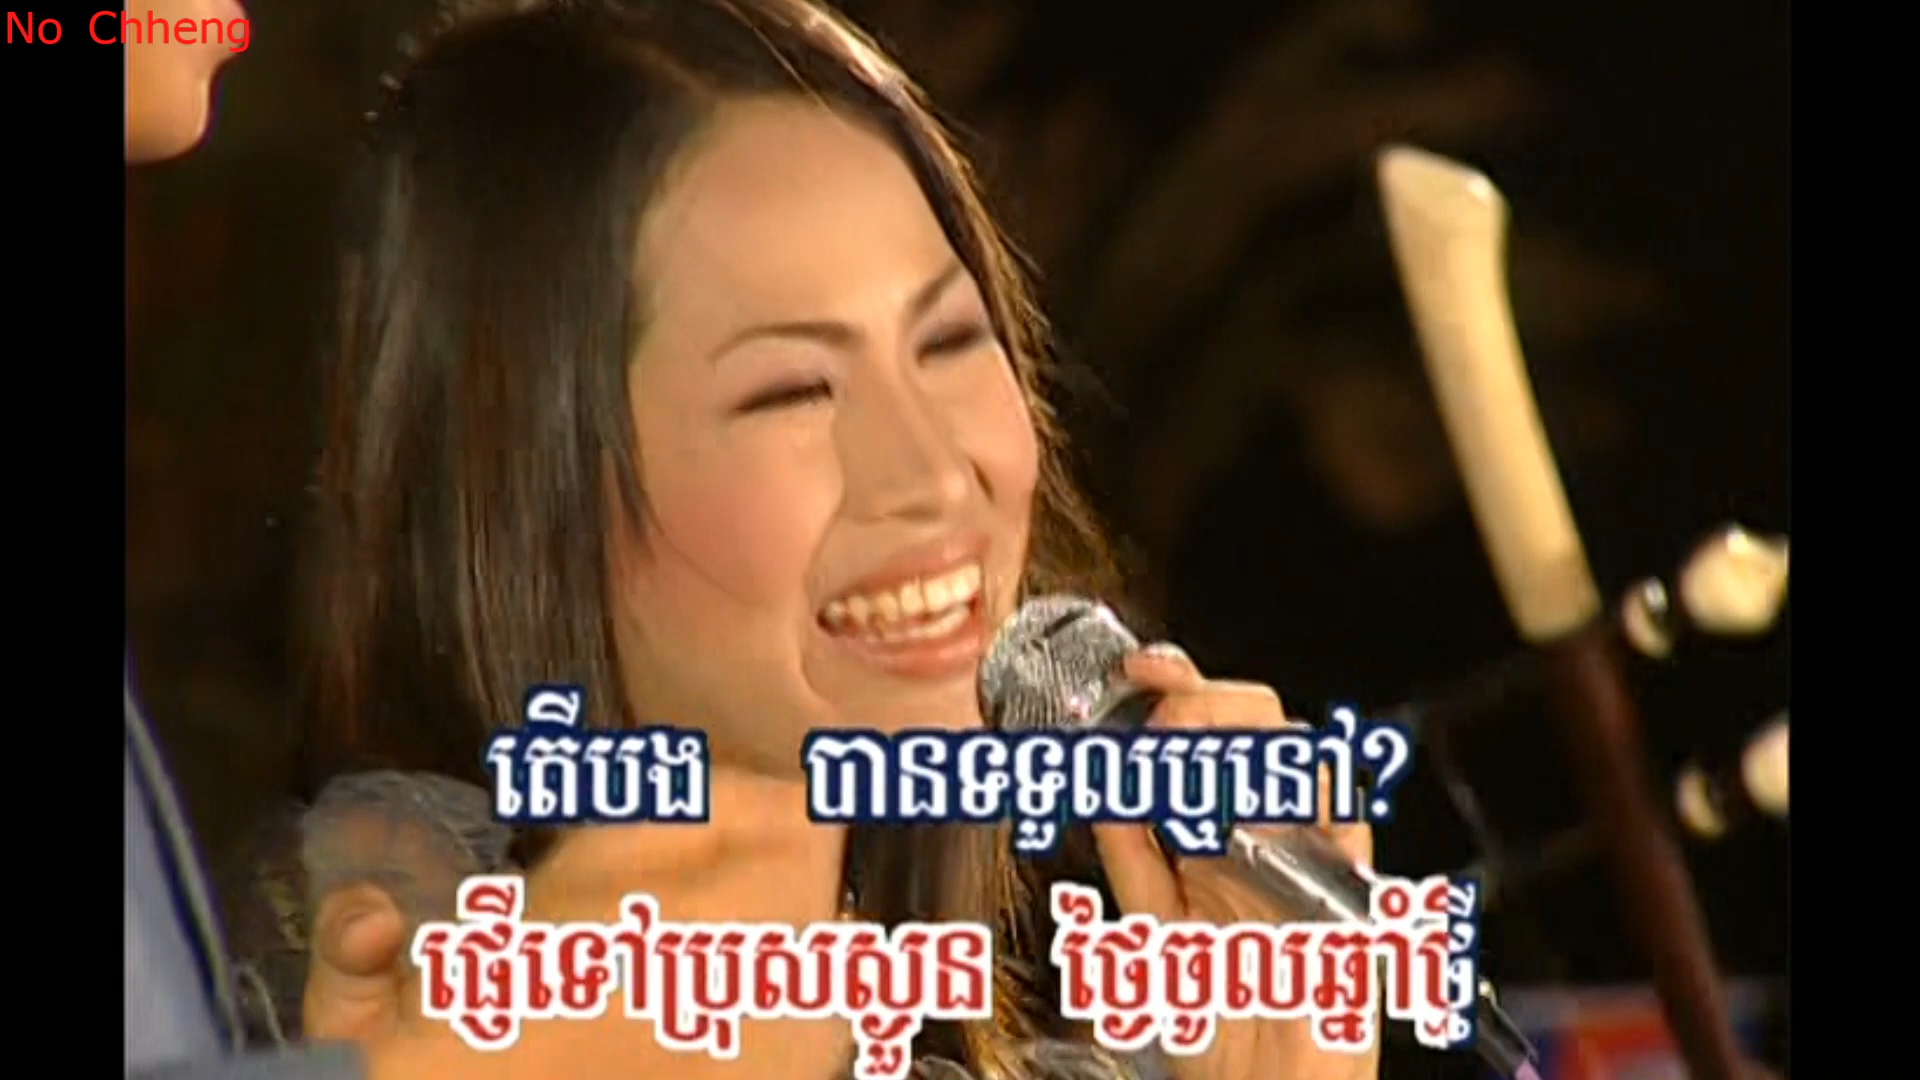 No Chheng
តើបង បានទទួលឬនៅ?
ផ្ញើទៅប្រុសស្ងួន ថ្ងៃចូលឆ្នាំថ្មី